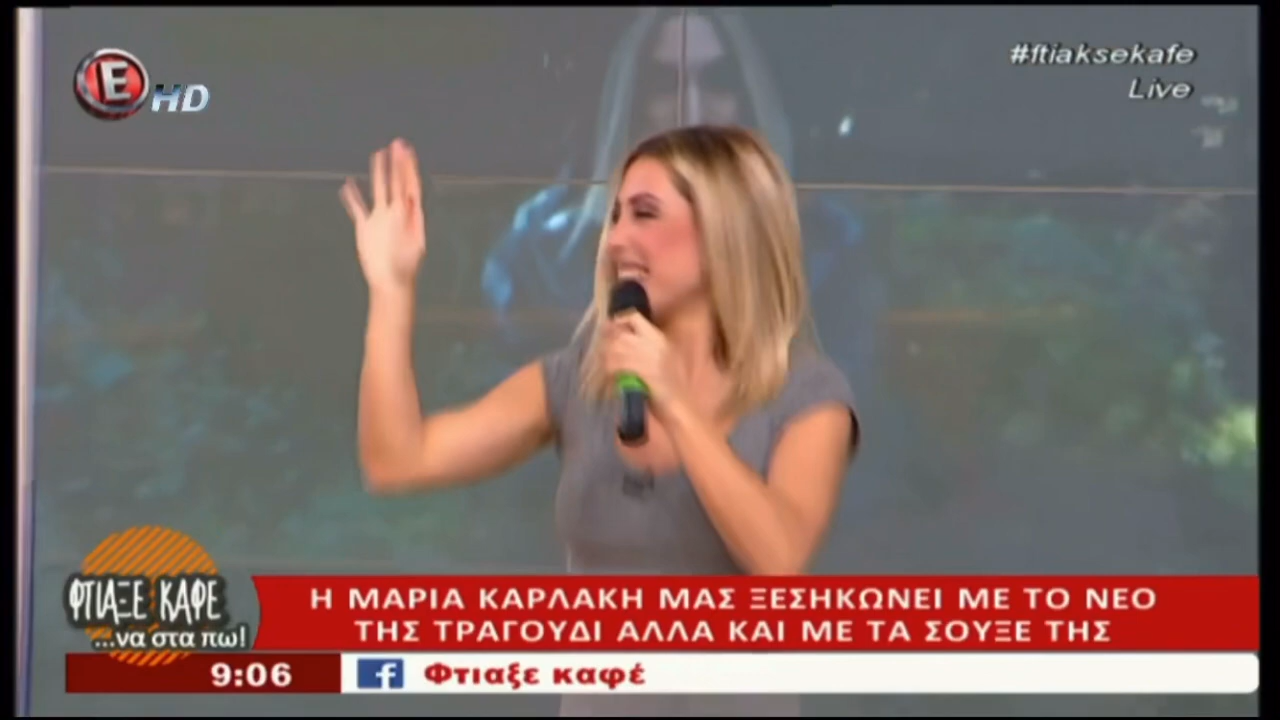 E HD
#ftiaksekafe
Live
ΦΤΙΑΞΕ ΚΑΦΕ
...να στα πω!
Η ΜΑΡΙΑ ΚΑΡΛΑΚΗ ΜΑΣ ΞΕΣΗΚΩΝΕΙ ΜΕ ΤΟ ΝΕΟ
ΤΗΣ ΤΡΑΓΟΥΔΙ ΑΛΛΑ ΚΑΙ ΜΕ ΤΑ ΣΟΥΞΕ ΤΗΣ
9:06
f Φτιαξε καφέ